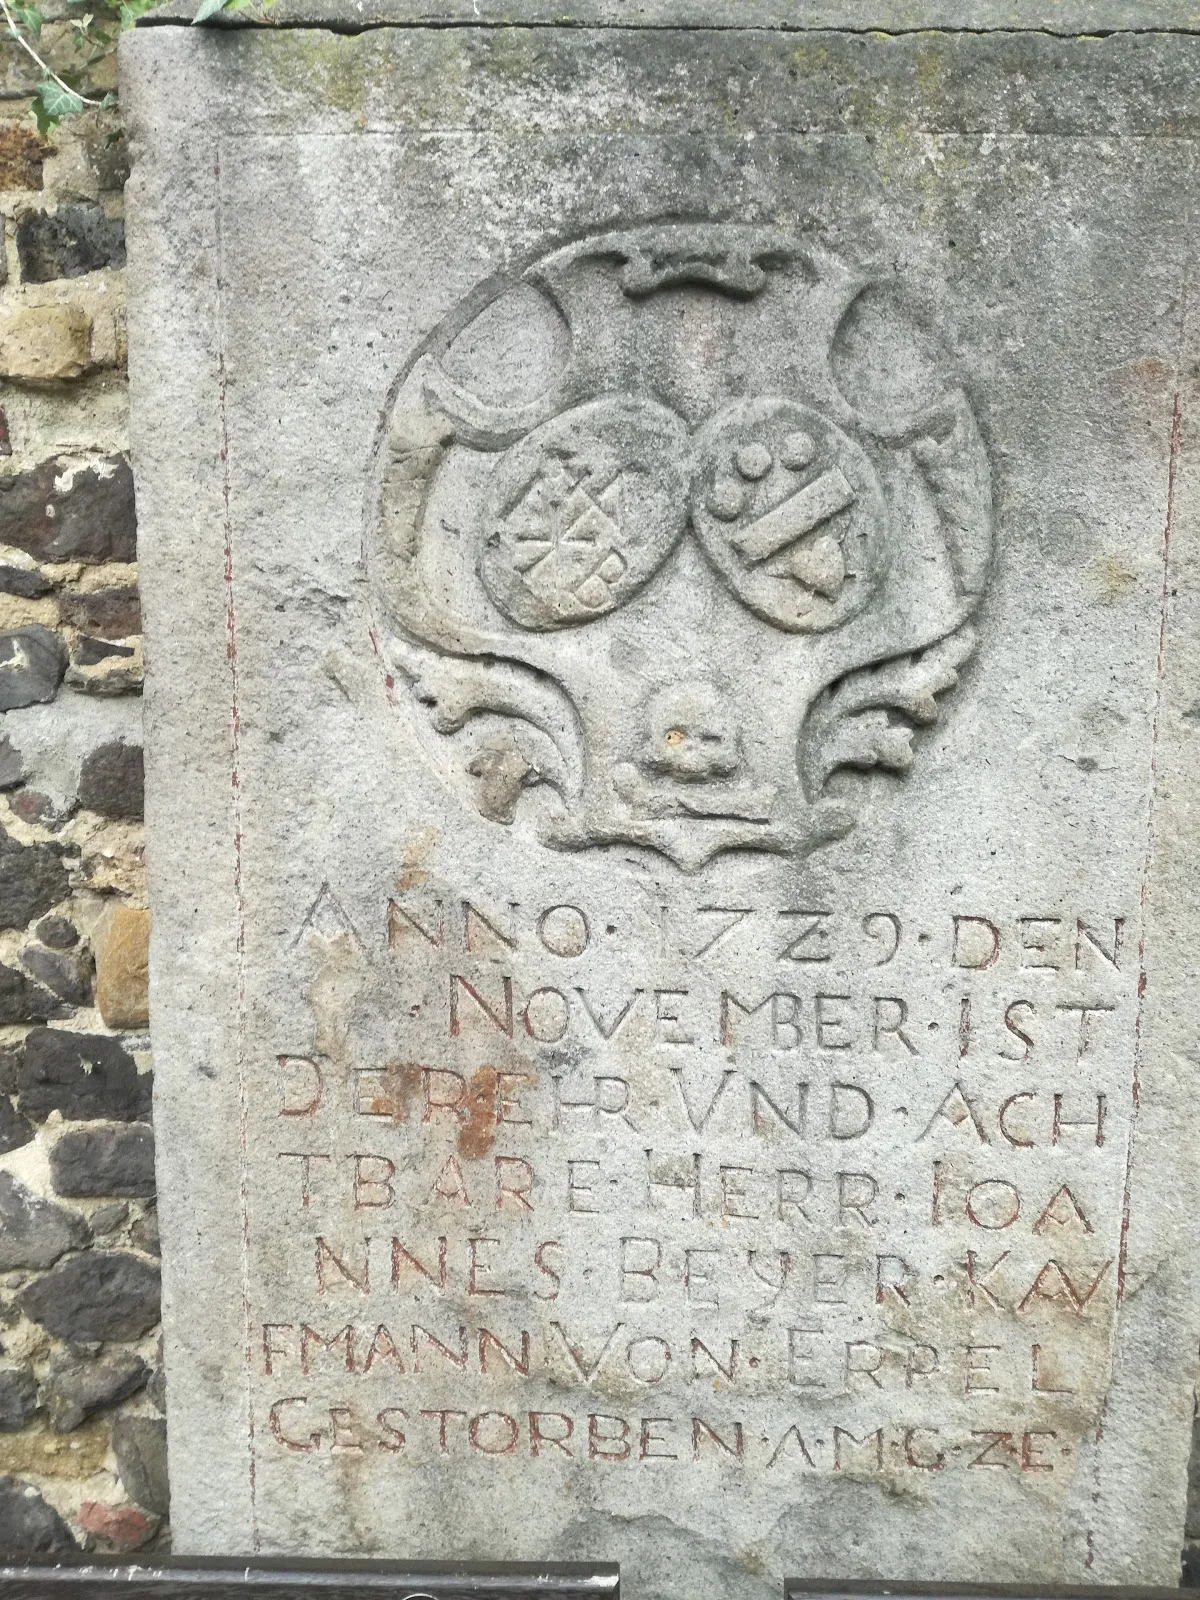 ANNO · 1729 · DEN
· NOVEMBER · IST
DER EHR · VND · ACH
TBARE · HERR · IOA
NNES · BEYER · KAV
FMANN VON · ERPEL
GESTORBEN · A · M · G · ZE ·
B